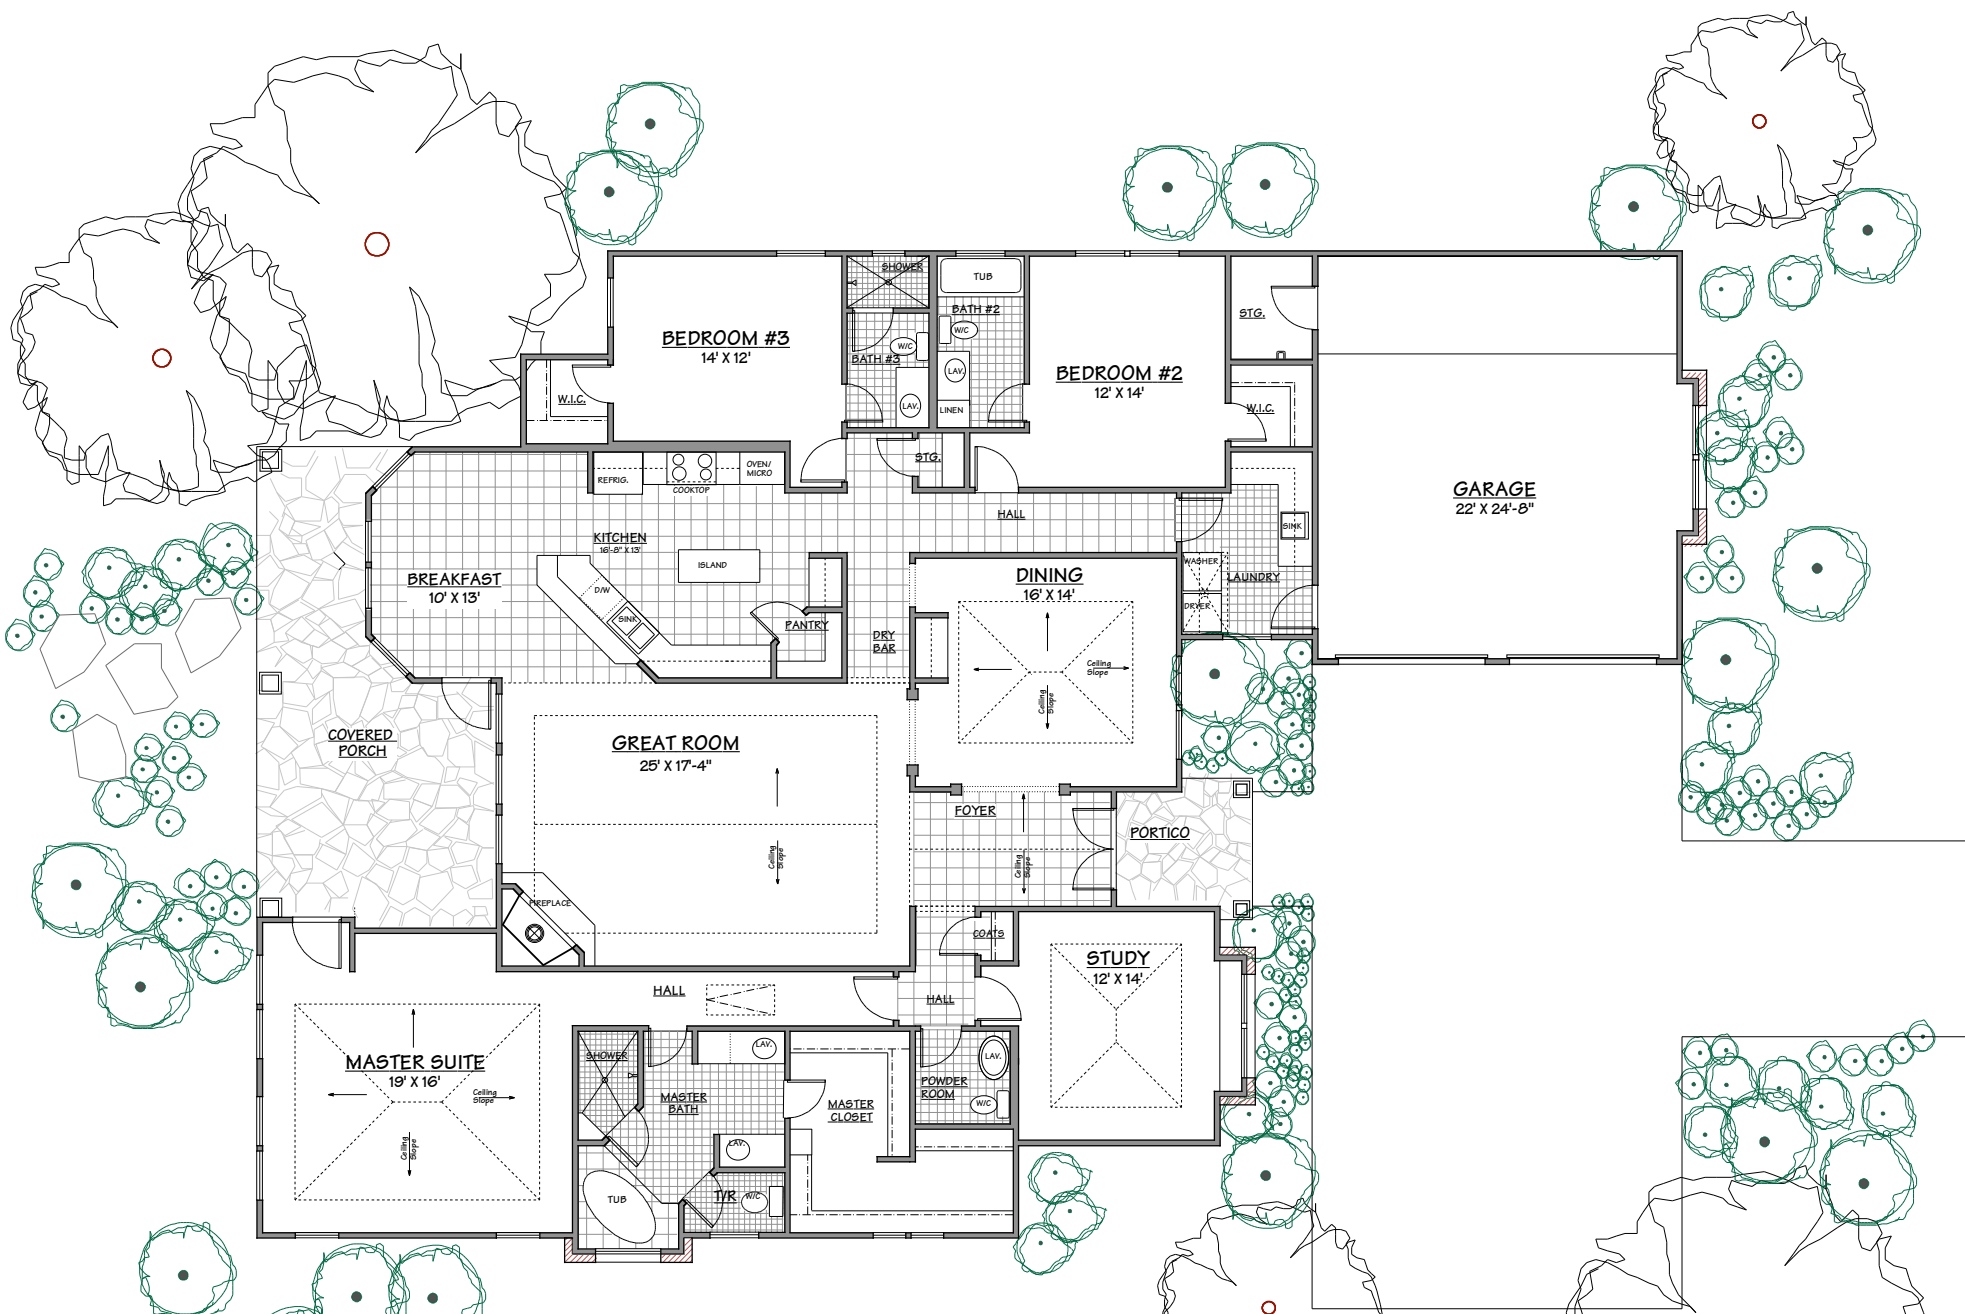 SHOWER
TUB
BATH #2
STG.
BEDROOM #3
14' X 12'
W/C
W/C
BATH #3
LAV.
BEDROOM #2
12' X 14'
W.I.C.
LAV.
LINEN
W.I.C.
STG.
OVEN/
MICRO
REFRIG.
COOKTOP
GARAGE
22' X 24'-8"
HALL
SINK
KITCHEN
16'-8" X 13'
ISLAND
WASHER
LAUNDRY
DRYER
BREAKFAST
10' X 13'
D/W
SINK
DINING
16' X 14'
PANTRY
DRY
BAR
Ceiling
Slope
Ceiling
Slope
COVERED
PORCH
GREAT ROOM
25' X 17'-4"
FOYER
PORTICO
Ceiling
Slope
Ceiling
Slope
FIREPLACE
COATS
STUDY
12' X 14'
HALL
HALL
SHOWER
LAV.
LAV.
MASTER SUITE
19' X 16'
Ceiling
Slope
Ceiling
Slope
MASTER
BATH
MASTER
CLOSET
POWDER
ROOM
W/C
LAV.
TUB
T/R
W/C